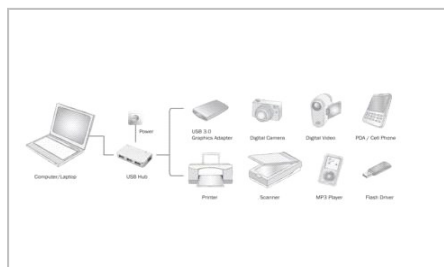 Power
USB 3.0
Graphics Adapter
Digital Camera
Digital Video
PDA / Cell Phone
Computer/Laptop
USB Hub
Printer
Scanner
MP3 Player
Flash Driver